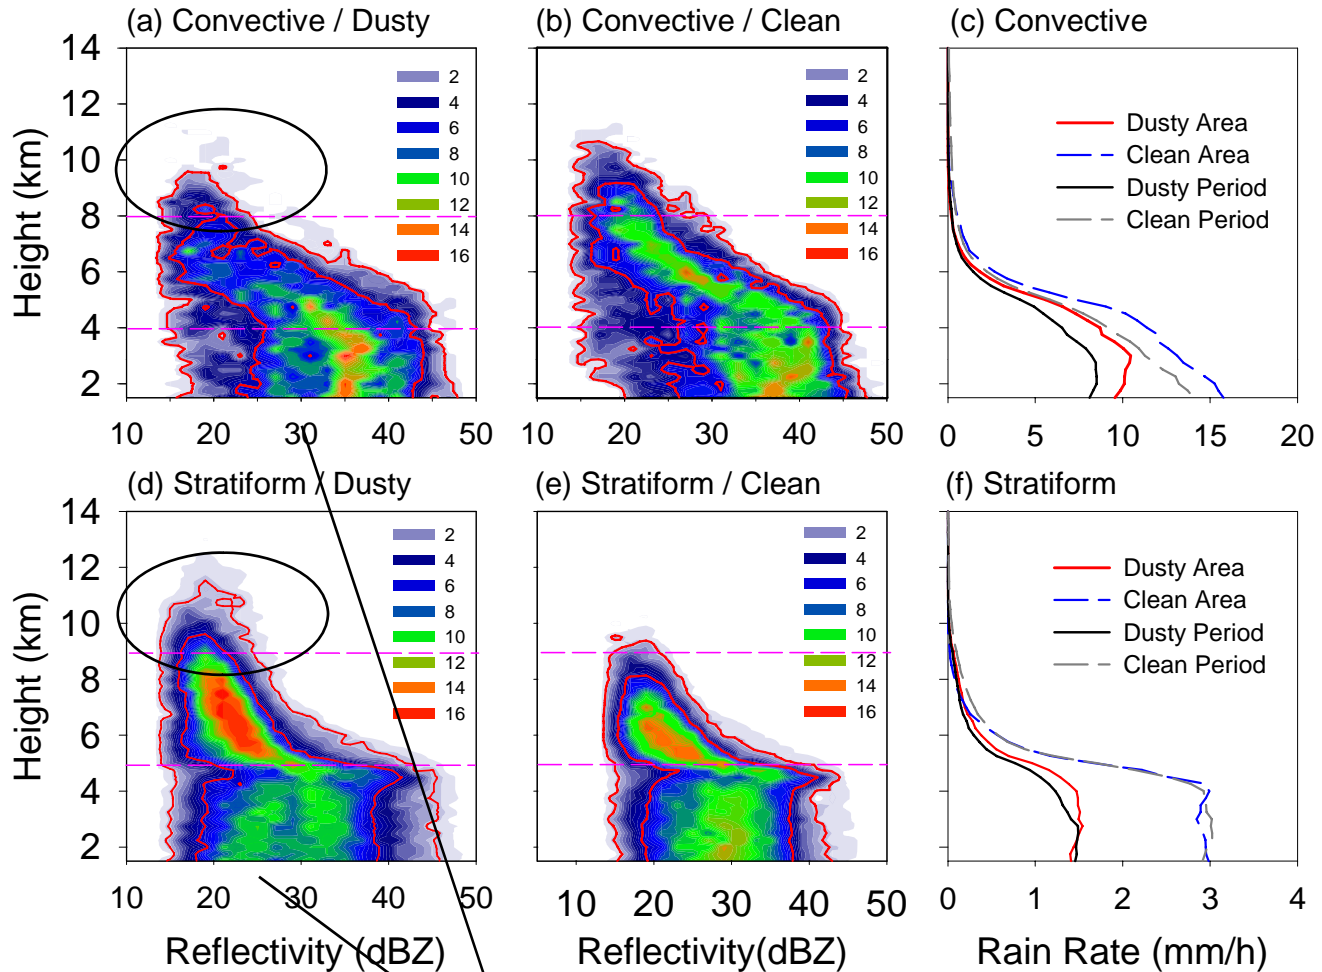 (a) Convective / Dusty
(b) Convective / Clean
(c) Convective
14
12
10
8
6
4
2
Height (km)
2
4
6
8
10
12
14
16
10 20 30 40 50
2
4
6
8
10
12
14
16
10 20 30 40 50
Dusty Area
Clean Area
Dusty Period
Clean Period
0 5 10 15 20
(d) Stratiform / Dusty
(e) Stratiform / Clean
(f) Stratiform
14
12
10
8
6
4
2
Height (km)
2
4
6
8
10
12
14
16
10 20 30 40 50
Reflectivity (dBZ)
2
4
6
8
10
12
14
16
10 20 30 40 50
Reflectivity(dBZ)
Dusty Area
Clean Area
Dusty Period
Clean Period
0 1 2 3 4
Rain Rate (mm/h)